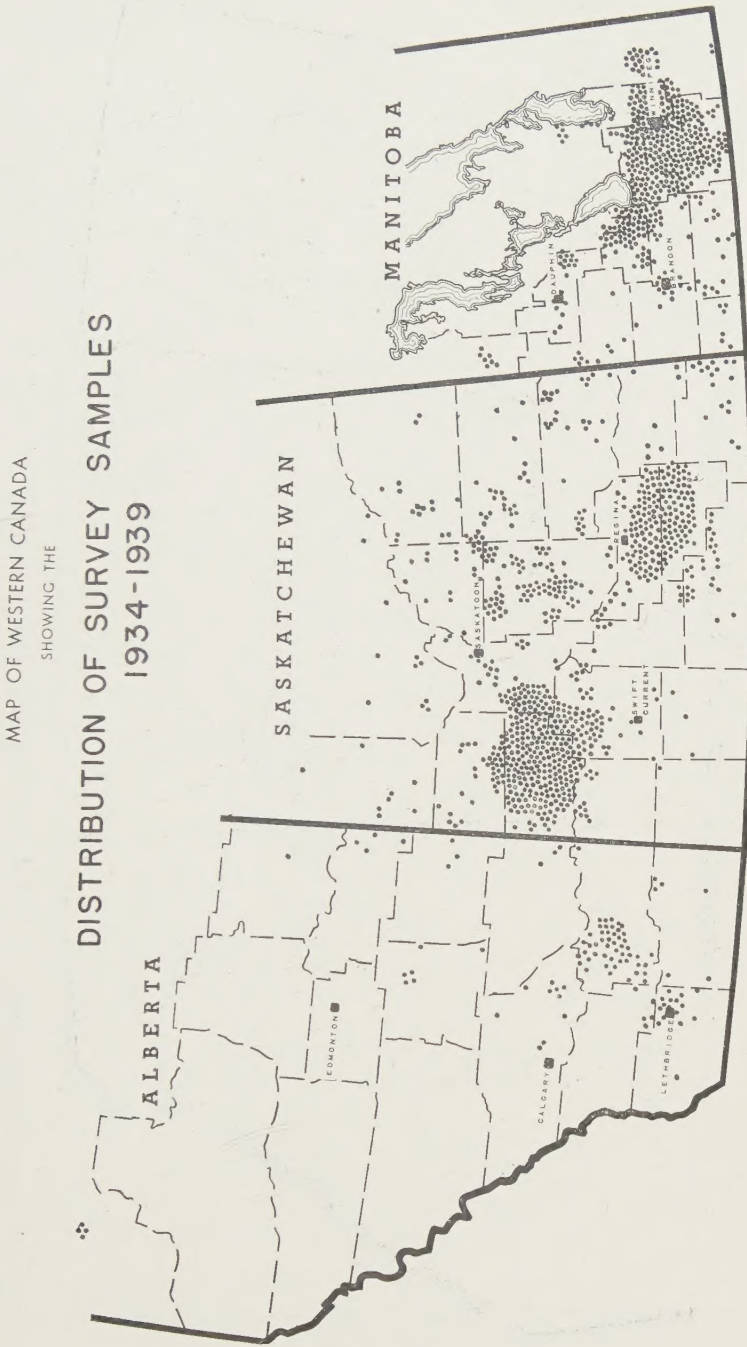 MAP OF WESTERN CANADA
SHOWING THE
DISTRIBUTION OF SURVEY SAMPLES
1934-1939
ALBERTA
SASKATCHEWAN
MANITOBA
EDMONTON
CALGARY
LETHBRIDGE
SASKATOON
SWIFT
CURRENT
REGINA
DAUPHIN
BRANDON
WINNIPEG